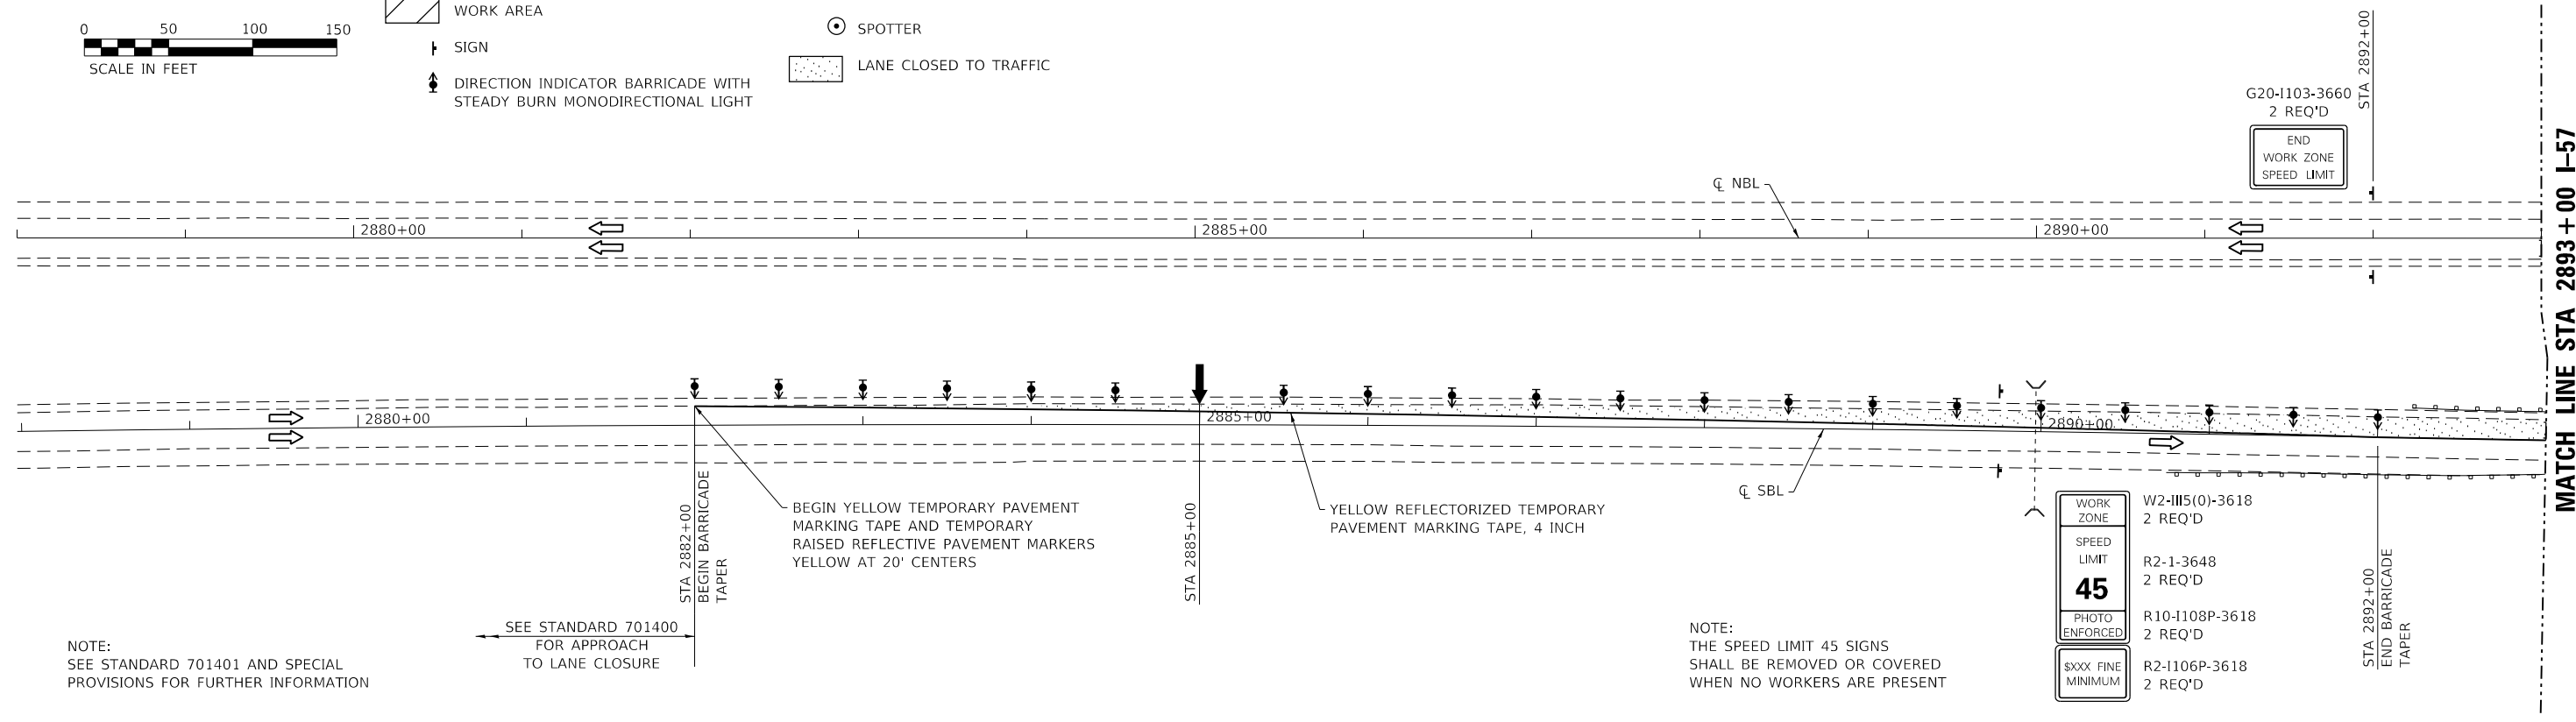 0 50 100 150
SCALE IN FEET
WORK AREA
SIGN
DIRECTION INDICATOR BARRICADE WITH
STEADY BURN MONODIRECTIONAL LIGHT
SPOTTER
LANE CLOSED TO TRAFFIC
G20-I103-3660
2 REQ'D
END
WORK ZONE
SPEED LIMIT
STA 2892+00
MATCH LINE STA 2893+00 I-57
℄ NBL
2880+00
2885+00
2890+00
2880+00
2885+00
2890+00
℄ SBL
STA 2882+00
BEGIN BARRICADE
TAPER
BEGIN YELLOW TEMPORARY PAVEMENT
MARKING TAPE AND TEMPORARY
RAISED REFLECTIVE PAVEMENT MARKERS
YELLOW AT 20' CENTERS
STA 2885+00
YELLOW REFLECTORIZED TEMPORARY
PAVEMENT MARKING TAPE, 4 INCH
WORK
ZONE
SPEED
LIMIT
45
PHOTO
ENFORCED
$XXX FINE
MINIMUM
W2-III5(0)-3618
2 REQ'D
R2-1-3648
2 REQ'D
R10-I108P-3618
2 REQ'D
R2-I106P-3618
2 REQ'D
STA 2892+00
END BARRICADE
TAPER
SEE STANDARD 701400
FOR APPROACH
TO LANE CLOSURE
NOTE:
SEE STANDARD 701401 AND SPECIAL
PROVISIONS FOR FURTHER INFORMATION
NOTE:
THE SPEED LIMIT 45 SIGNS
SHALL BE REMOVED OR COVERED
WHEN NO WORKERS ARE PRESENT